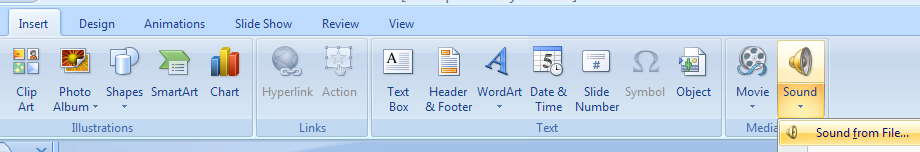 Insert Design Animations Slide Show Review View
Clip Art
Photo Album
Shapes
SmartArt
Chart
Illustrations
Hyperlink
Action
Links
A
Text Box
Header & Footer
A
WordArt
5
Date & Time
#
Slide Number
Ω
Symbol
Object
Text
Movie
Sound
Media
Sound from File...